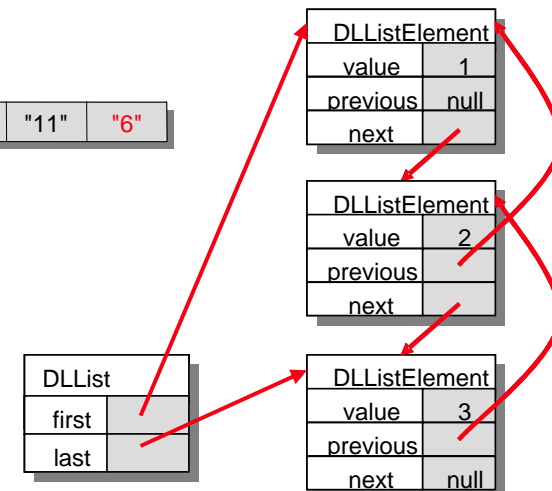 "11" "6"
DLListElement
value 1
previous null
next
DLListElement
value 2
previous
next
DLList
first
last
DLListElement
value 3
previous
next null